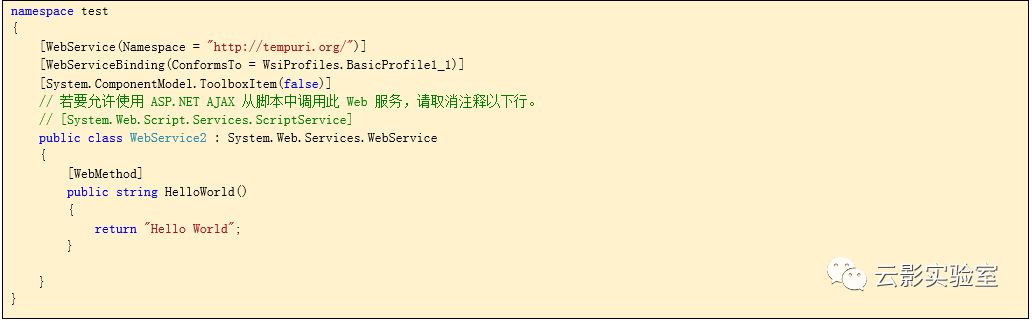 namespace test
{
    [WebService(Namespace = "http://tempuri.org/")]
    [WebServiceBinding(ConformsTo = WsiProfiles.BasicProfile1_1)]
    [System.ComponentModel.ToolboxItem(false)]
    // 若要允许使用 ASP.NET AJAX 从脚本中调用此 Web 服务，请取消注释以下行。
    // [System.Web.Script.Services.ScriptService]
    public class WebService2 : System.Web.Services.WebService
    {
        [WebMethod]
        public string HelloWorld()
        {
            return "Hello World";
        }
    }
}
云影实验室